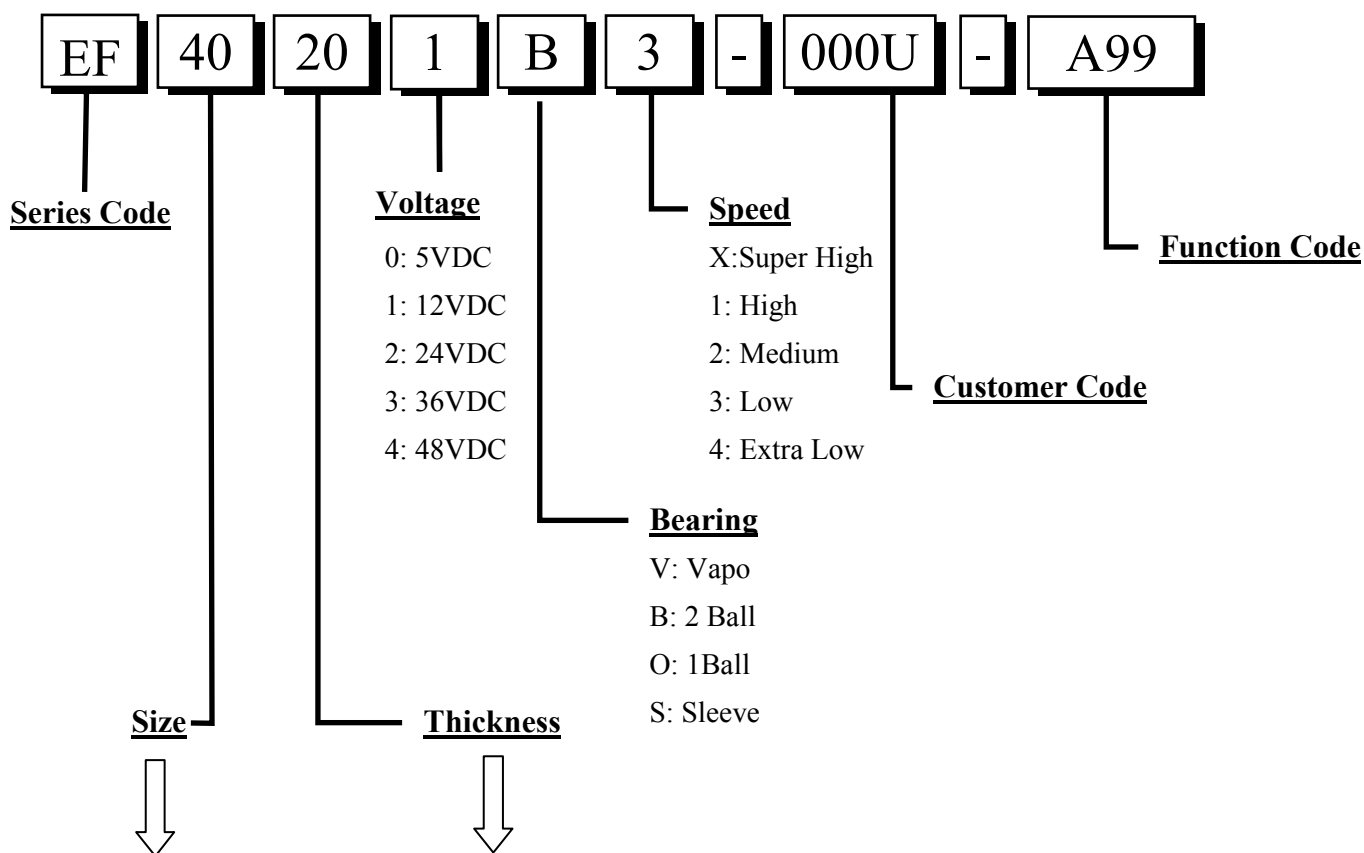 EF 40 20 1 B 3 - 000U - A99
Series Code
Voltage
0: 5VDC
1: 12VDC
2: 24VDC
3: 36VDC
4: 48VDC
Speed
X:Super High
1: High
2: Medium
3: Low
4: Extra Low
Function Code
Customer Code
Bearing
V: Vapo
B: 2 Ball
O: 1Ball
S: Sleeve
Size
Thickness